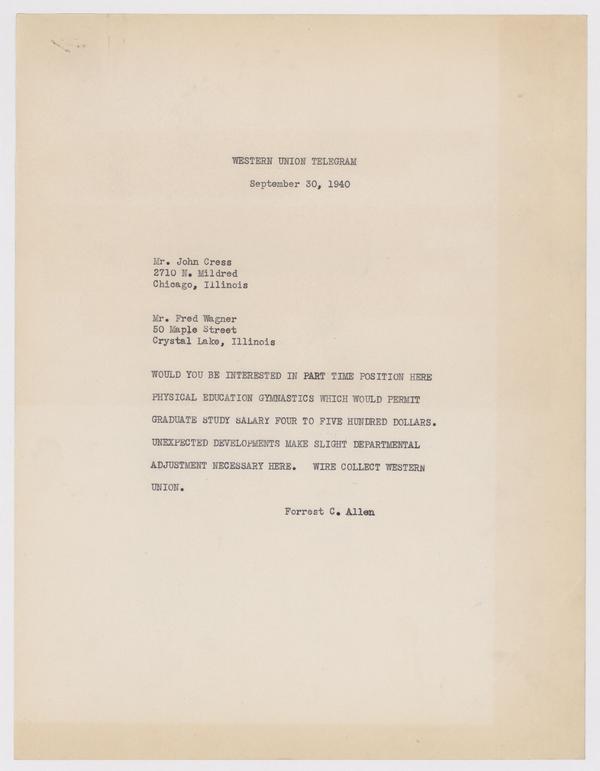 WESTERN UNION TELEGRAM
September 30, 1940
Mr. John Cress
2710 N. Mildred
Chicago, Illinois
Mr. Fred Wagner
50 Maple Street
Crystal Lake, Illinois
WOULD YOU BE INTERESTED IN PART TIME POSITION HERE
PHYSICAL EDUCATION GYMNASTICS WHICH WOULD PERMIT
GRADUATE STUDY SALARY FOUR TO FIVE HUNDRED DOLLARS.
UNEXPECTED DEVELOPMENTS MAKE SLIGHT DEPARTMENTAL
ADJUSTMENT NECESSARY HERE. WIRE COLLECT WESTERN
UNION.
Forrest C. Allen